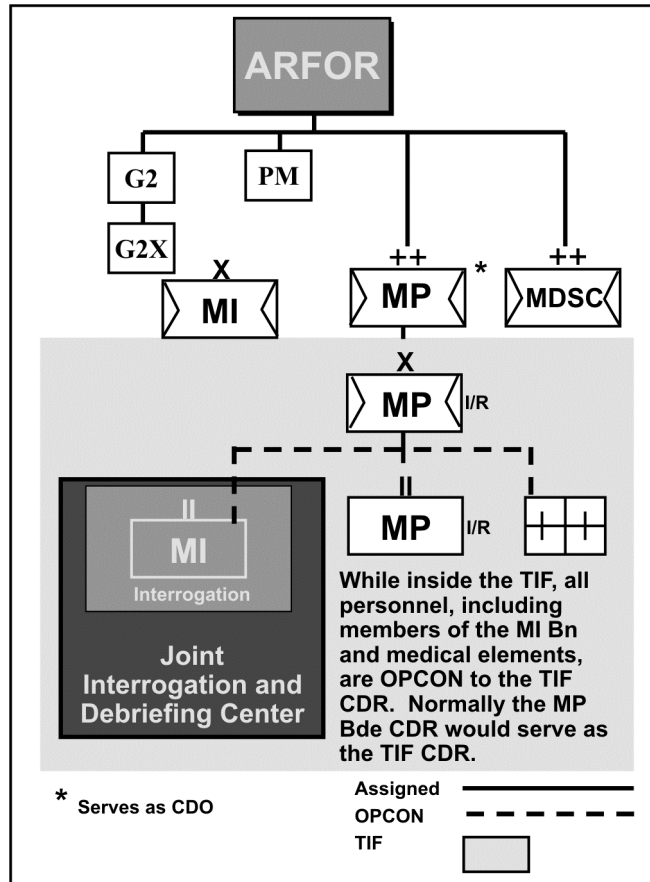 ARFOR
G2
PM
G2X
X
MI
++
MP
*
++
MDSC
X
MP
I/R
II
MI
Interrogation
Joint
Interrogation and
Debriefing Center
II
MP
I/R
While inside the TIF, all
personnel, including
members of the MI Bn
and medical elements,
are OPCON to the TIF
CDR. Normally the MP
Bde CDR would serve as
the TIF CDR.
* Serves as CDO
Assigned
OPCON
TIF